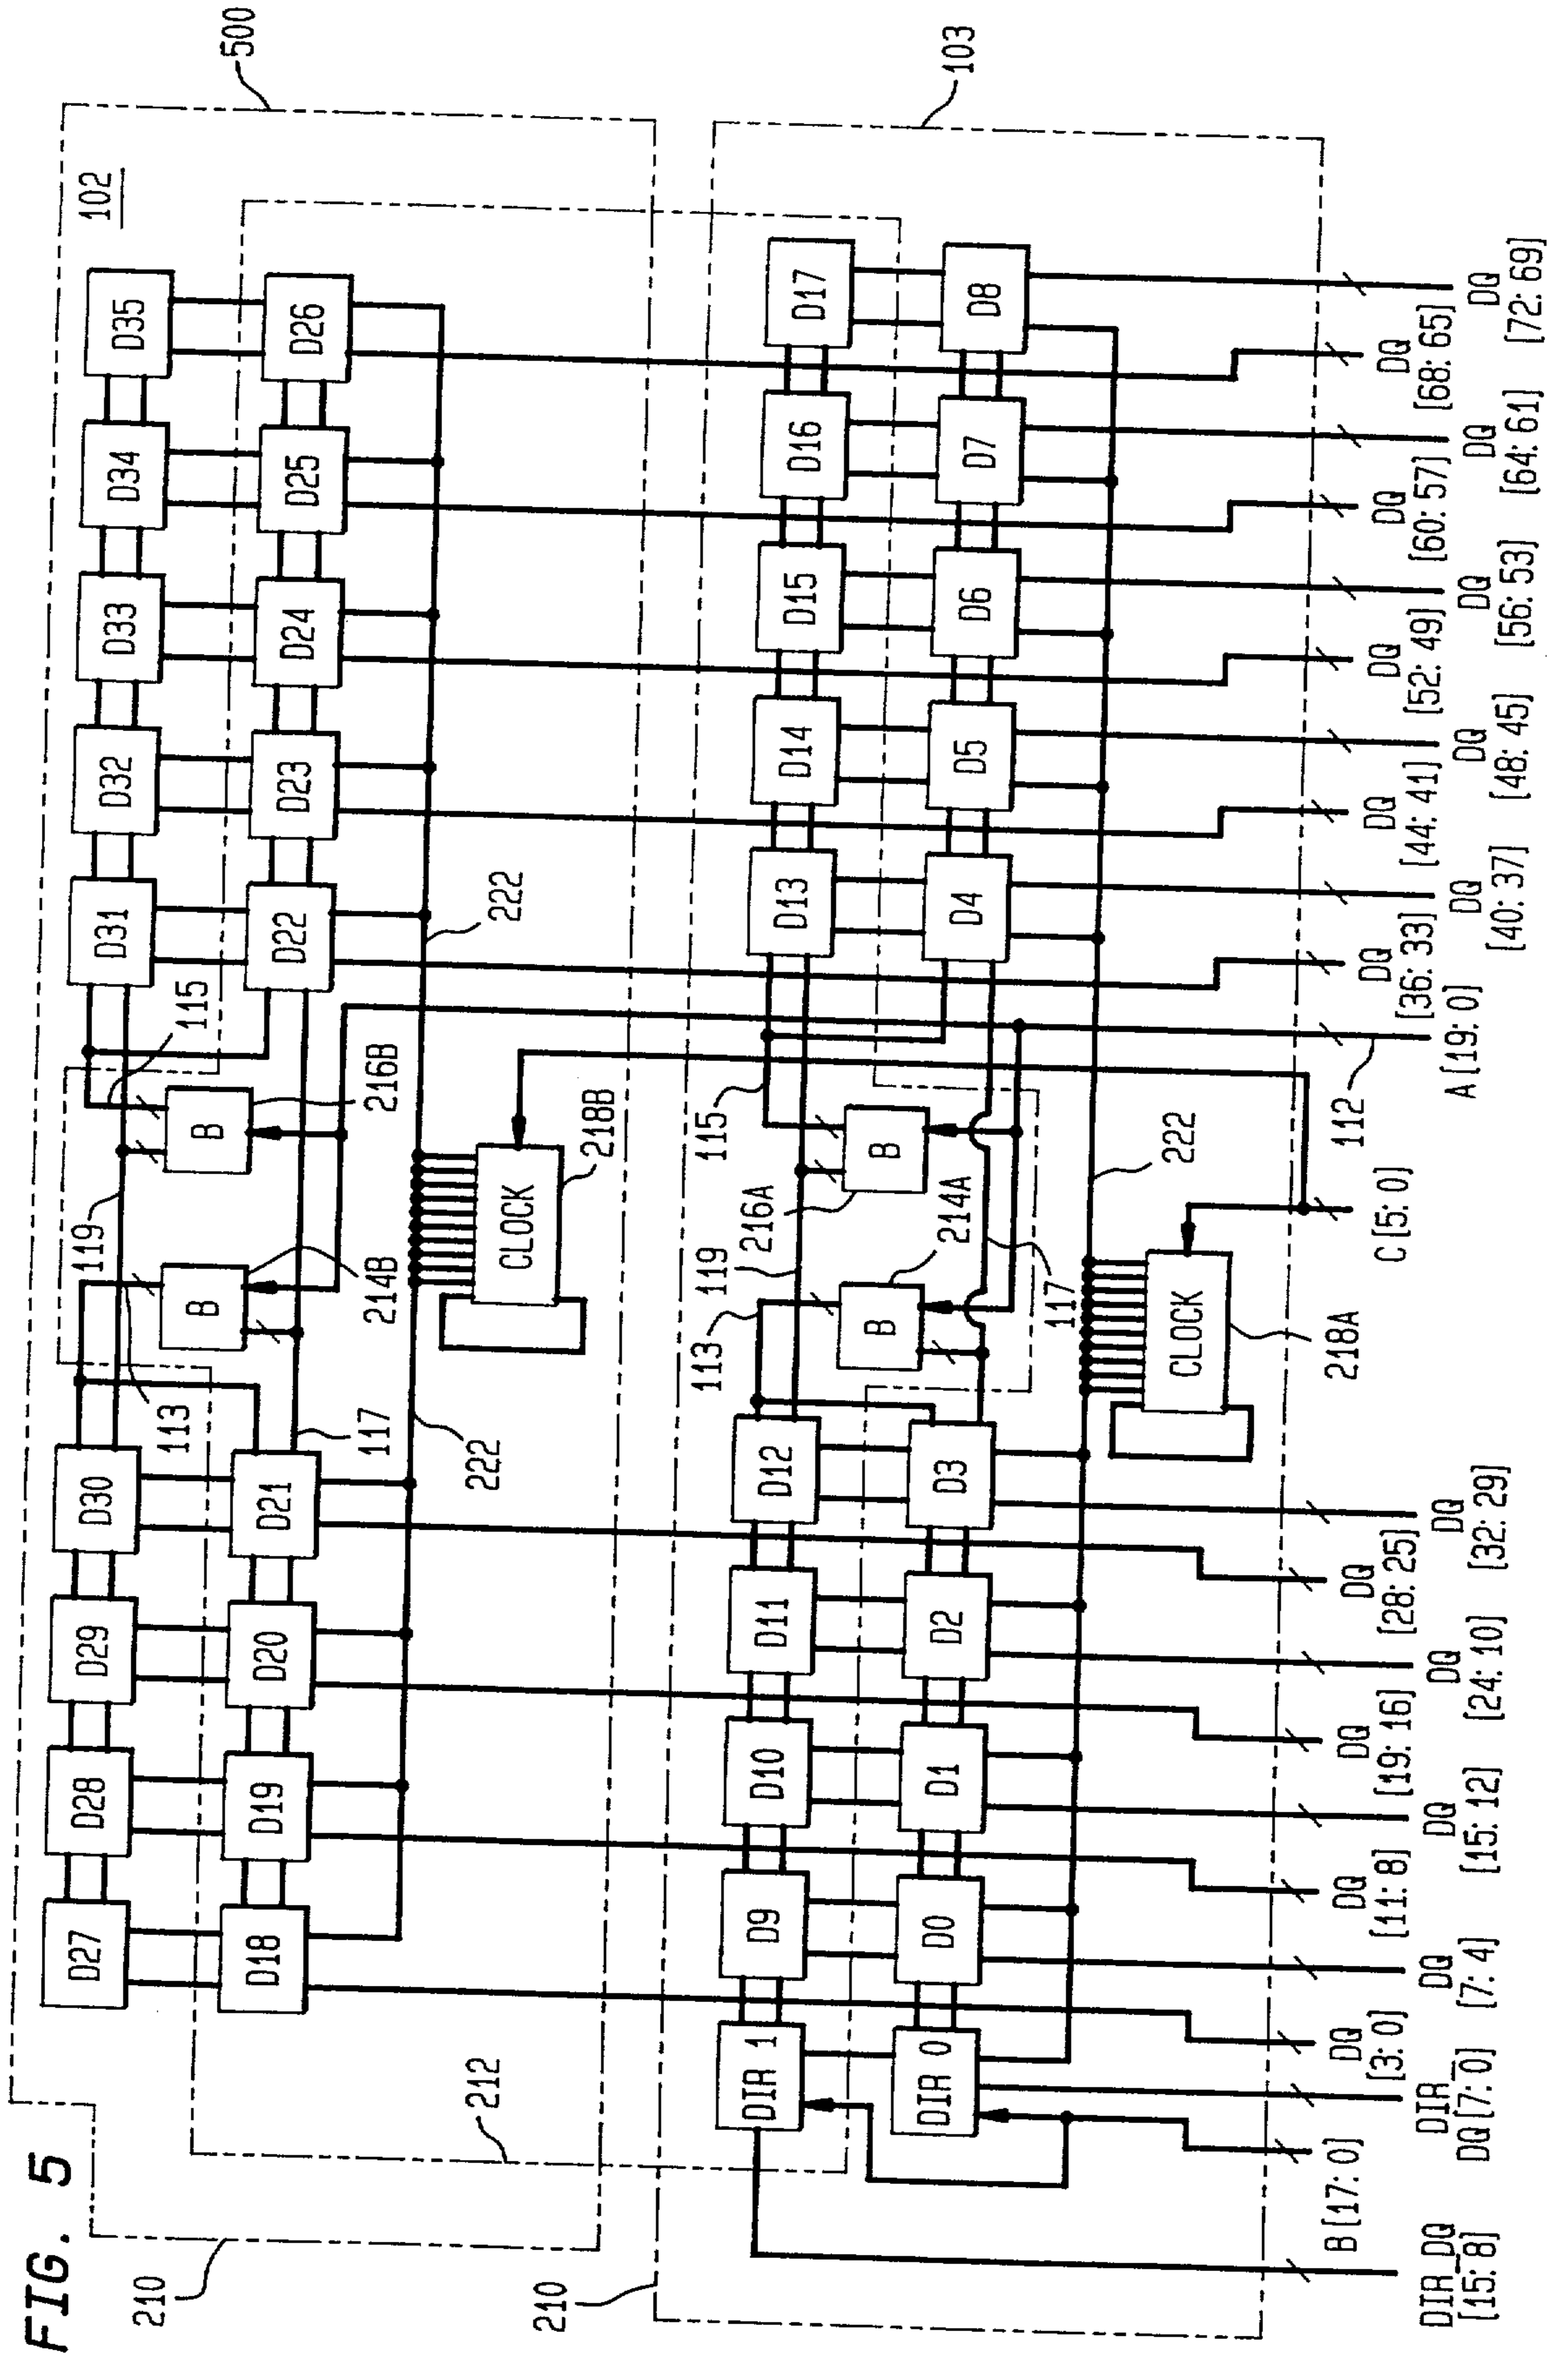 FIG. 5
500
102
210
212
D27
D28
D29
D30
D31
D32
D33
D34
D35
113
119
115
B
B
214B
216B
D18
D19
D20
D21
D22
D23
D24
D25
D26
117
222
222
CLOCK
218B
103
210
DIR 1
D9
D10
D11
D12
D13
D14
D15
D16
D17
113
119
115
B
B
216A
214A
DIR 0
D0
D1
D2
D3
D4
D5
D6
D7
D8
117
222
CLOCK
218A
112
DIR_DQ
[15: 8]
B [17: 0]
DIR_
DQ [7: 0]
DQ
[3: 0]
DQ
[7: 4]
DQ
[11: 8]
DQ
[15: 12]
DQ
[19: 16]
DQ
[24: 10]
DQ
[28: 25]
DQ
[32: 29]
C [5: 0]
A [19: 0]
DQ
[36: 33]
DQ
[40: 37]
DQ
[44: 41]
DQ
[48: 45]
DQ
[52: 49]
DQ
[56: 53]
DQ
[60: 57]
DQ
[64: 61]
DQ
[68: 65]
DQ
[72: 69]